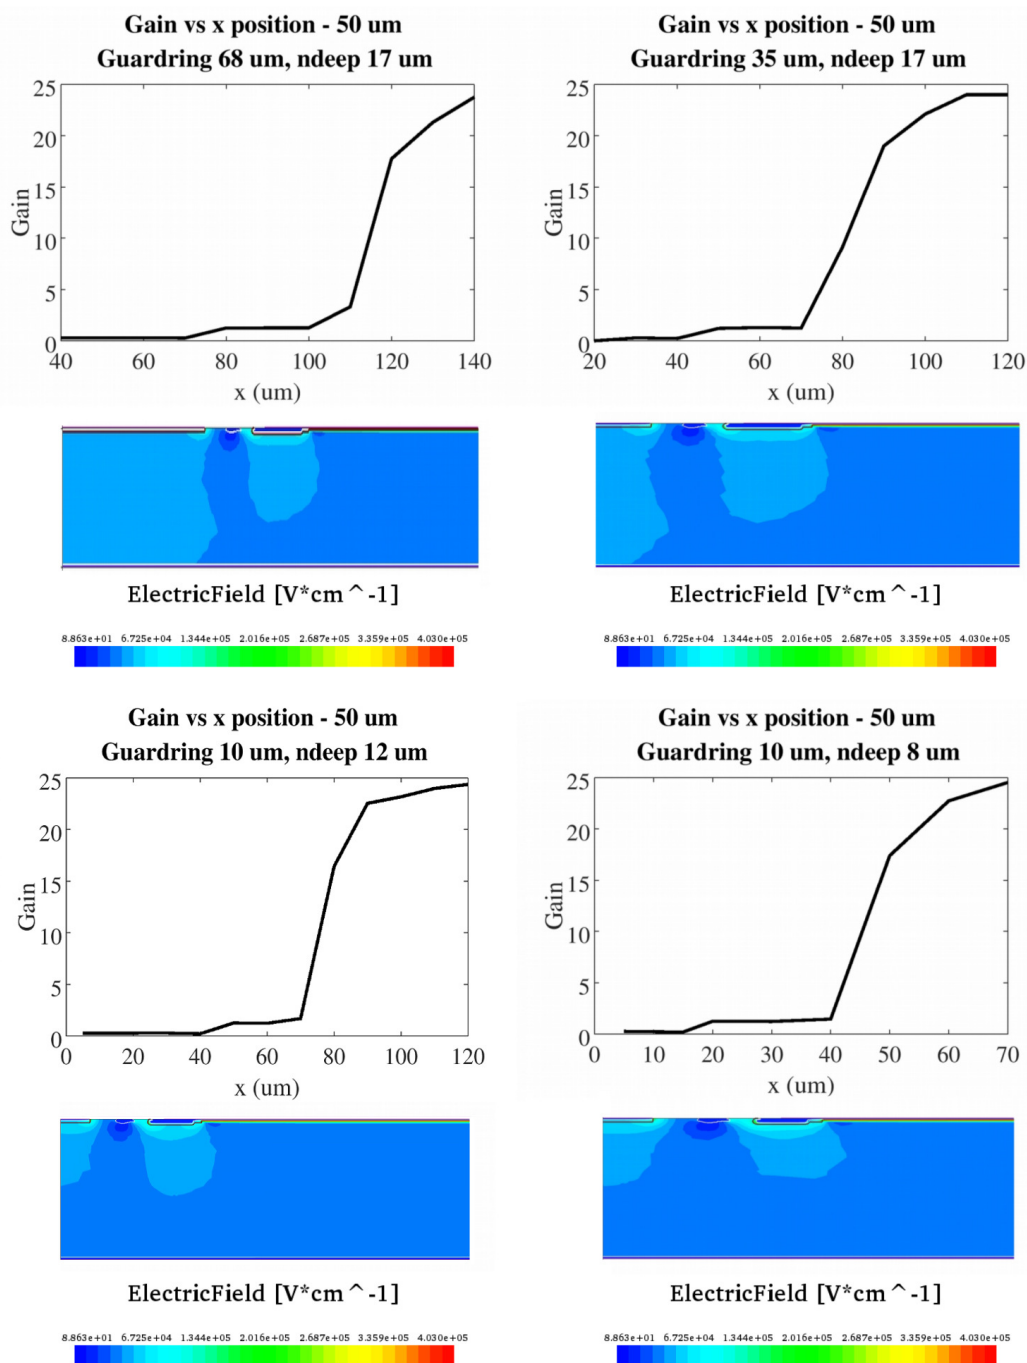 Gain vs x position - 50 um
Guardring 68 um, ndeep 17 um
25
20
15
10
5
0
Gain
40 60 80 100 120 140
x (um)
ElectricField [V*cm^-1]
8.863e+01 6.725e+04 1.344e+05 2.016e+05 2.687e+05 3.359e+05 4.030e+05
Gain vs x position - 50 um
Guardring 35 um, ndeep 17 um
25
20
15
10
5
0
Gain
20 40 60 80 100 120
x (um)
ElectricField [V*cm^-1]
8.863e+01 6.725e+04 1.344e+05 2.016e+05 2.687e+05 3.359e+05 4.030e+05
Gain vs x position - 50 um
Guardring 10 um, ndeep 12 um
25
20
15
10
5
0
Gain
0 20 40 60 80 100 120
x (um)
ElectricField [V*cm^-1]
8.863e+01 6.725e+04 1.344e+05 2.016e+05 2.687e+05 3.359e+05 4.030e+05
Gain vs x position - 50 um
Guardring 10 um, ndeep 8 um
25
20
15
10
5
0
Gain
0 10 20 30 40 50 60 70
x (um)
ElectricField [V*cm^-1]
8.863e+01 6.725e+04 1.344e+05 2.016e+05 2.687e+05 3.359e+05 4.030e+05